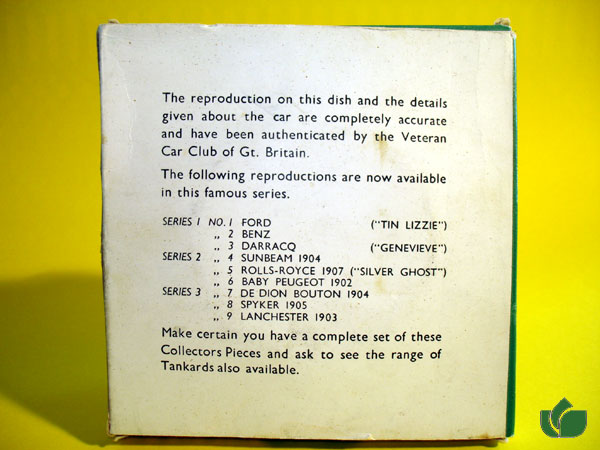 The reproduction on this dish and the details
given about the car are completely accurate
and have been authenticated by the Veteran
Car Club of Gt. Britain.
The following reproductions are now available
in this famous series.
SERIES 1 NO. 1 FORD ("TIN LIZZIE")
„ 2 BENZ
„ 3 DARRACQ ("GENEVIEVE")
SERIES 2 „ 4 SUNBEAM 1904
„ 5 ROLLS-ROYCE 1907 ("SILVER GHOST")
„ 6 BABY PEUGEOT 1902
SERIES 3 „ 7 DE DION BOUTON 1904
„ 8 SPYKER 1905
„ 9 LANCHESTER 1903
Make certain you have a complete set of these
Collectors Pieces and ask to see the range of
Tankards also available.